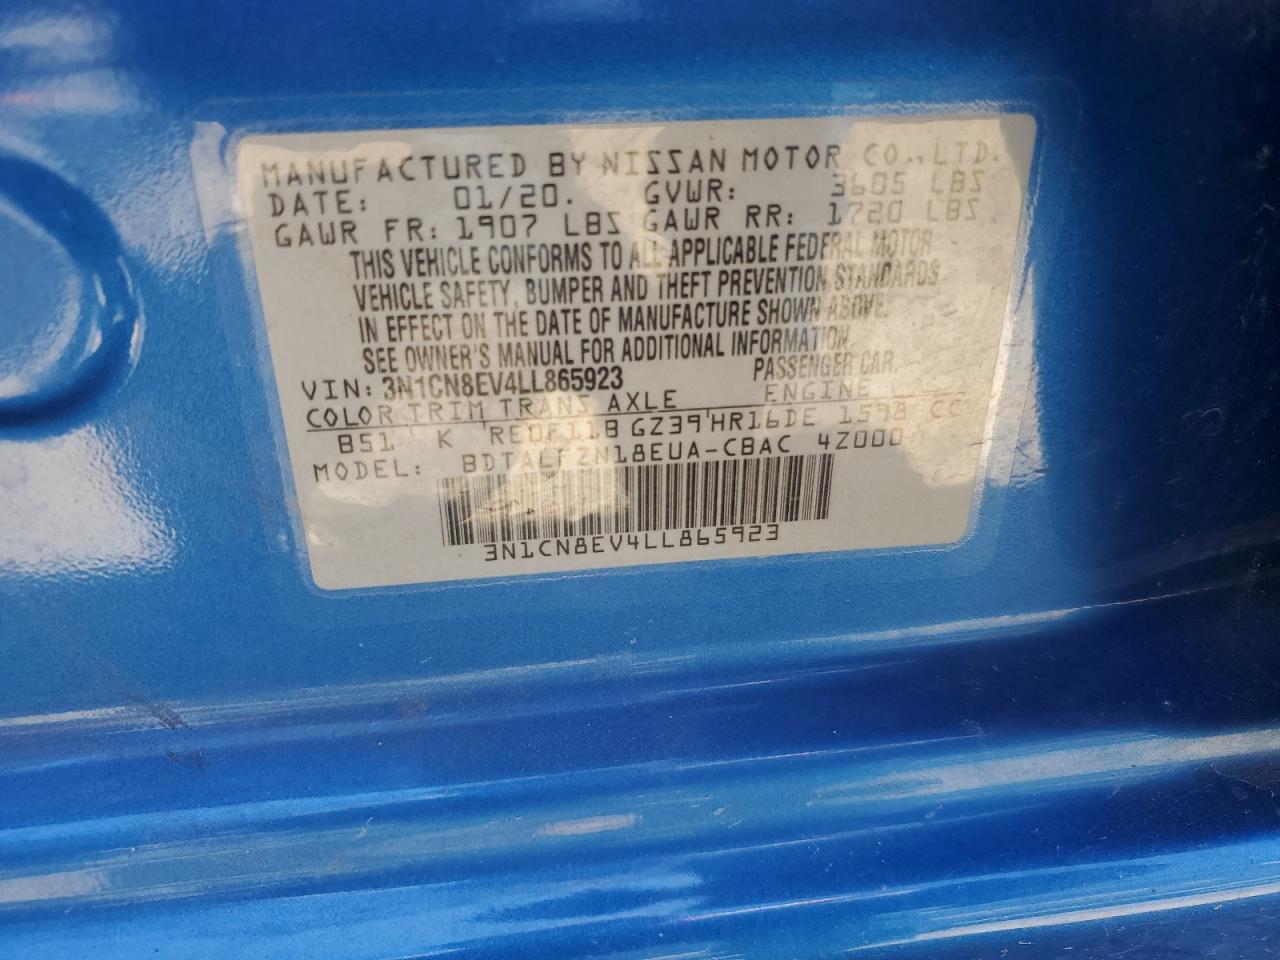 MANUFACTURED BY NISSAN MOTOR CO., LTD.
DATE: 01/20. GVWR: 3605 LBS
GAWR FR: 1907 LBS GAWR RR: 1720 LBS
THIS VEHICLE CONFORMS TO ALL APPLICABLE FEDERAL MOTOR
VEHICLE SAFETY, BUMPER AND THEFT PREVENTION STANDARDS
IN EFFECT ON THE DATE OF MANUFACTURE SHOWN ABOVE.
SEE OWNER'S MANUAL FOR ADDITIONAL INFORMATION.
VIN: 3N1CN8EV4LL865923 PASSENGER CAR.
COLOR TRIM TRANS AXLE ENGINE
B51 K RE0F11B GZ39 HR16DE 1598 CC
MODEL: BDTALFZN18EUA-CBAC 4Z000
3N1CN8EV4LL865923